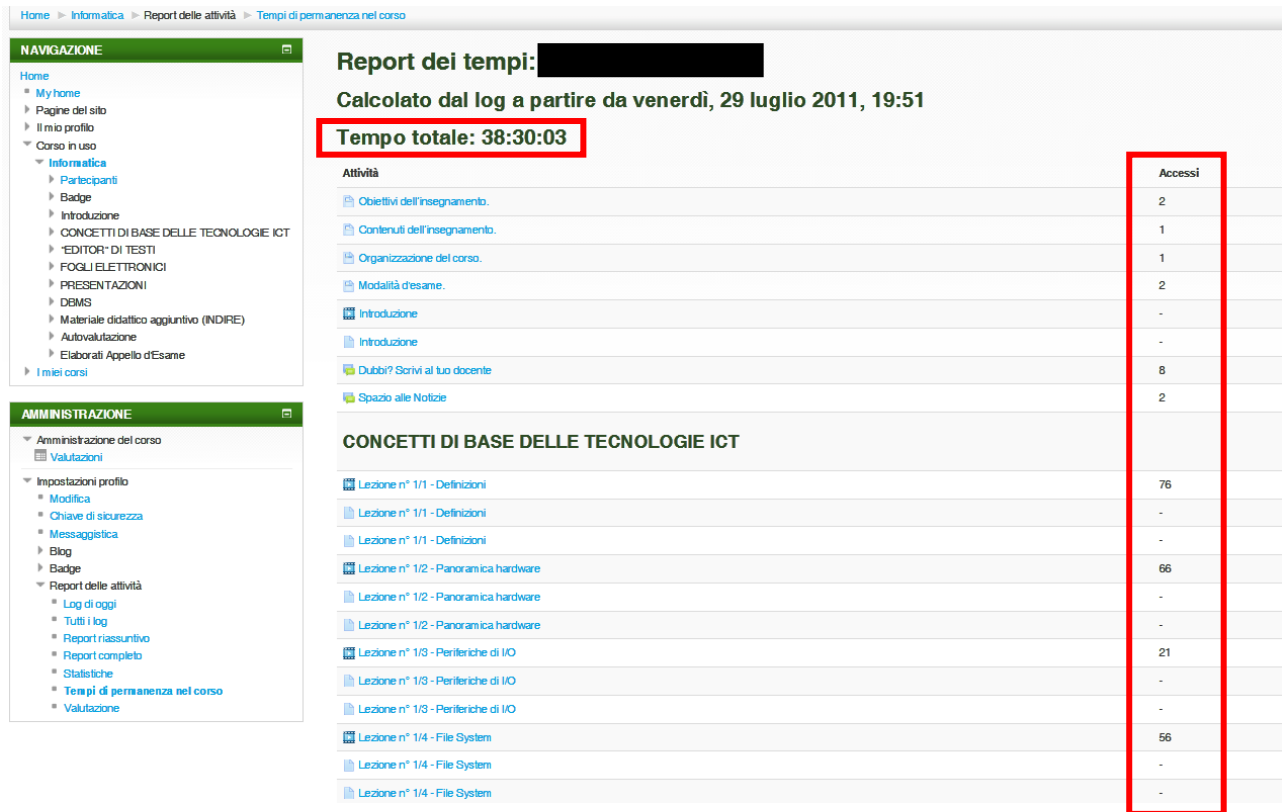 Home ► Informatica ► Report delle attività ► Tempi di permanenza nel corso
NAVIGAZIONE
Home
My home
Pagine del sito
Il mio profilo
Corso in uso
Informatica
Partecipanti
Badge
Introduzione
CONCETTI DI BASE DELLE TECNOLOGIE ICT
"EDITOR" DI TESTI
FOGLI ELETTRONICI
PRESENTAZIONI
DBMS
Materiale didattico aggiuntivo (INDIRE)
Autovalutazione
Elaborati Appello d'Esame
I miei corsi
AMMINISTRAZIONE
Amministrazione del corso
Valutazioni
Impostazioni profilo
Modifica
Chiave di sicurezza
Messaggistica
Blog
Badge
Report delle attività
Log di oggi
Tutti i log
Report riassuntivo
Report completo
Statistiche
Tempi di permanenza nel corso
Valutazione
Report dei tempi:
Calcolato dal log a partire da venerdì, 29 luglio 2011, 19:51
Tempo totale: 38:30:03
Attività Accessi
Obiettivi dell'insegnamento. 2
Contenuti dell'insegnamento. 1
Organizzazione del corso. 1
Modalità d'esame. 2
Introduzione -
Introduzione -
Dubbi? Scrivi al tuo docente 8
Spazio alle Notizie 2
CONCETTI DI BASE DELLE TECNOLOGIE ICT
Lezione n° 1/1 - Definizioni 76
Lezione n° 1/1 - Definizioni -
Lezione n° 1/1 - Definizioni -
Lezione n° 1/2 - Panoramica hardware 66
Lezione n° 1/2 - Panoramica hardware -
Lezione n° 1/2 - Panoramica hardware -
Lezione n° 1/3 - Periferiche di I/O 21
Lezione n° 1/3 - Periferiche di I/O -
Lezione n° 1/3 - Periferiche di I/O -
Lezione n° 1/4 - File System 56
Lezione n° 1/4 - File System -
Lezione n° 1/4 - File System -